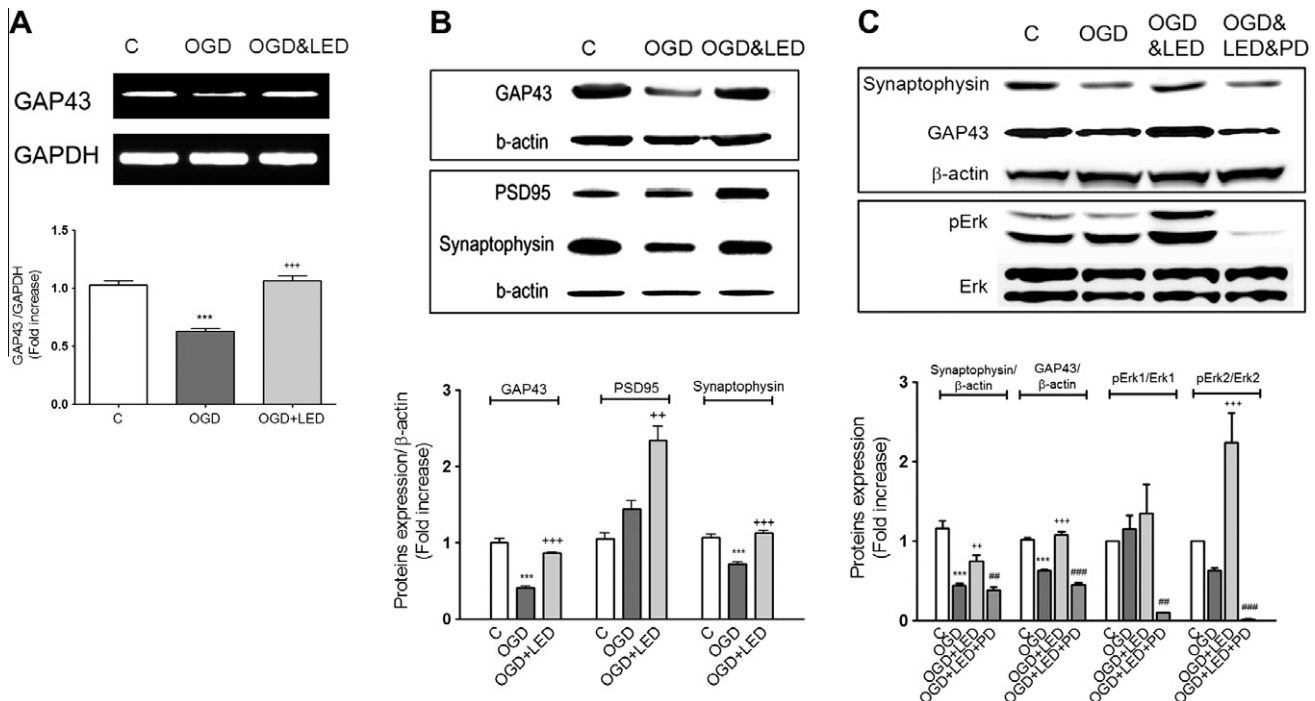 A
C OGD OGD&LED
GAP43
GAPDH
1.5
1.0
0.5
0.0
GAP43 /GAPDH
(Fold increase)
***
+++
C OGD OGD+LED
B
C OGD OGD&LED
GAP43
b-actin
PSD95
Synaptophysin
b-actin
3
2
1
0
Proteins expression/ β-actin
(Fold increase)
GAP43 PSD95 Synaptophysin
*** +++ ++ *** +++
C OGD OGD+LED C OGD OGD+LED C OGD OGD+LED
C
C OGD OGD &LED OGD& LED&PD
Synaptophysin
GAP43
β-actin
pErk
Erk
3
2
1
0
Proteins expression
(Fold increase)
Synaptophysin/ β-actin GAP43/ β-actin pErk1/Erk1 pErk2/Erk2
*** ++ ## *** +++ ### ## +++ ###
C OGD OGD+LED OGD+LED+PD C OGD OGD+LED OGD+LED+PD C OGD OGD+LED OGD+LED+PD C OGD OGD+LED OGD+LED+PD